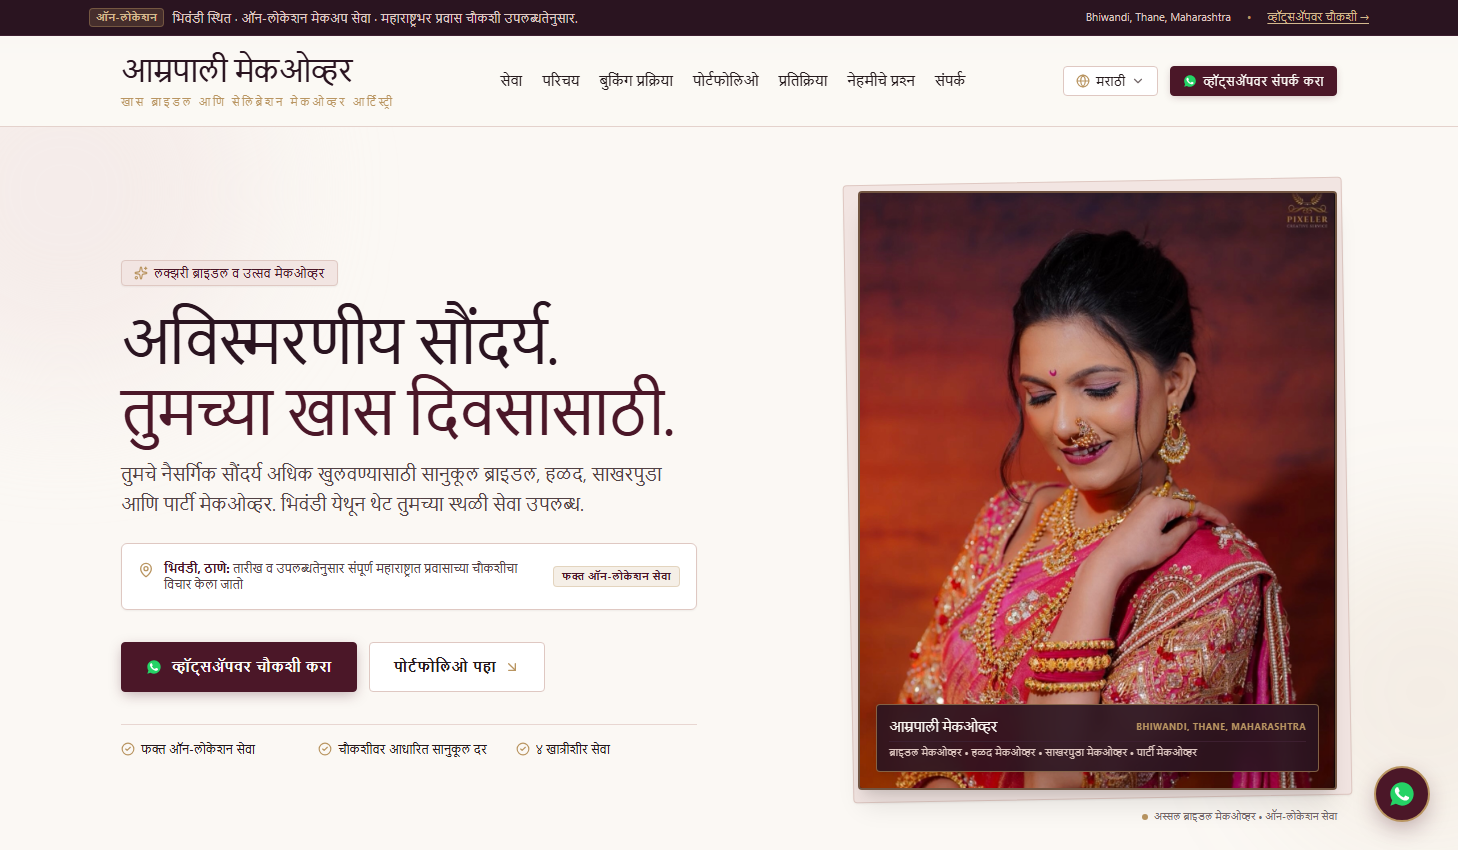 ऑन-लोकेशन भिवंडी स्थित · ऑन-लोकेशन मेकअप सेवा · महाराष्ट्रभर प्रवास चौकशी उपलब्धतेनुसार. Bhiwandi, Thane, Maharashtra • व्हॉट्सॲपवर चौकशी →
आम्रपाली मेकओव्हर
खास ब्राइडल आणि सेलिब्रेशन मेकओव्हर आर्टिस्ट्री
सेवा परिचय बुकिंग प्रक्रिया पोर्टफोलिओ प्रतिक्रिया नेहमीचे प्रश्न संपर्क
मराठी
व्हॉट्सॲपवर संपर्क करा
लक्झरी ब्राइडल व उत्सव मेकओव्हर
अविस्मरणीय सौंदर्य.
तुमच्या खास दिवसासाठी.
तुमचे नैसर्गिक सौंदर्य अधिक खुलवण्यासाठी सानुकूल ब्राइडल, हळद, साखरपुडा
आणि पार्टी मेकओव्हर. भिवंडी येथून थेट तुमच्या स्थळी सेवा उपलब्ध.
भिवंडी, ठाणे: तारीख व उपलब्धतेनुसार संपूर्ण महाराष्ट्रात प्रवासाच्या चौकशीचा
विचार केला जातो
फक्त ऑन-लोकेशन सेवा
व्हॉट्सॲपवर चौकशी करा
पोर्टफोलिओ पहा
फक्त ऑन-लोकेशन सेवा
चौकशीवर आधारित सानुकूल दर
४ खात्रीशीर सेवा
PIXELER
CREATIVE SERVICE
आम्रपाली मेकओव्हर
BHIWANDI, THANE, MAHARASHTRA
ब्राइडल मेकओव्हर • हळद मेकओव्हर • साखरपुडा मेकओव्हर • पार्टी मेकओव्हर
अस्सल ब्राइडल मेकओव्हर • ऑन-लोकेशन सेवा